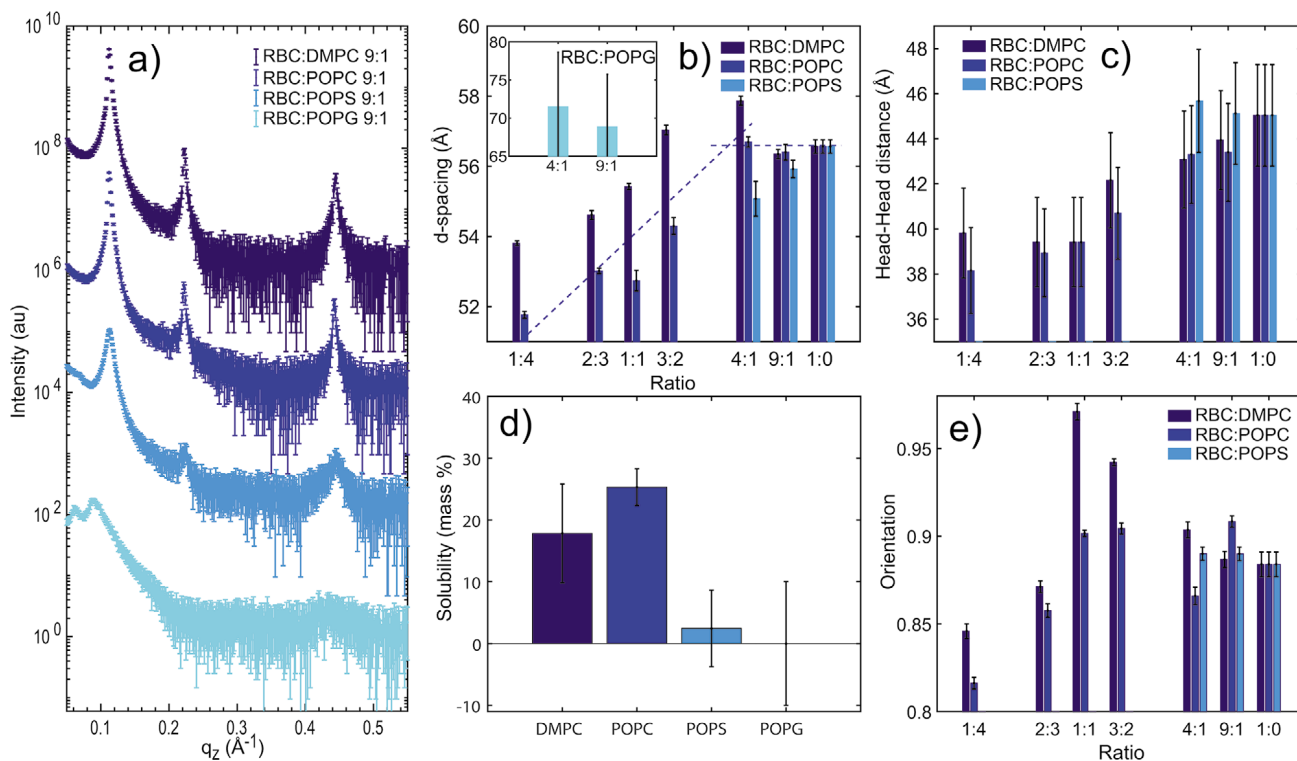 a)
RBC:DMPC 9:1
RBC:POPC 9:1
RBC:POPS 9:1
RBC:POPG 9:1
10^10
10^8
10^6
10^4
10^2
10^0
Intensity (au)
0.1 0.2 0.3 0.4 0.5
q_z (Å^-1)
b)
RBC:DMPC
RBC:POPC
RBC:POPS
80
75
70
65
RBC:POPG
4:1 9:1
58
56
54
52
d-spacing (Å)
1:4 2:3 1:1 3:2 4:1 9:1 1:0
Ratio
c)
RBC:DMPC
RBC:POPC
RBC:POPS
48
46
44
42
40
38
36
Head-Head distance (Å)
1:4 2:3 1:1 3:2 4:1 9:1 1:0
d)
40
30
20
10
0
-10
Solubility (mass %)
DMPC POPC POPS POPG
e)
RBC:DMPC
RBC:POPC
RBC:POPS
0.95
0.9
0.85
0.8
Orientation
1:4 2:3 1:1 3:2 4:1 9:1 1:0
Ratio